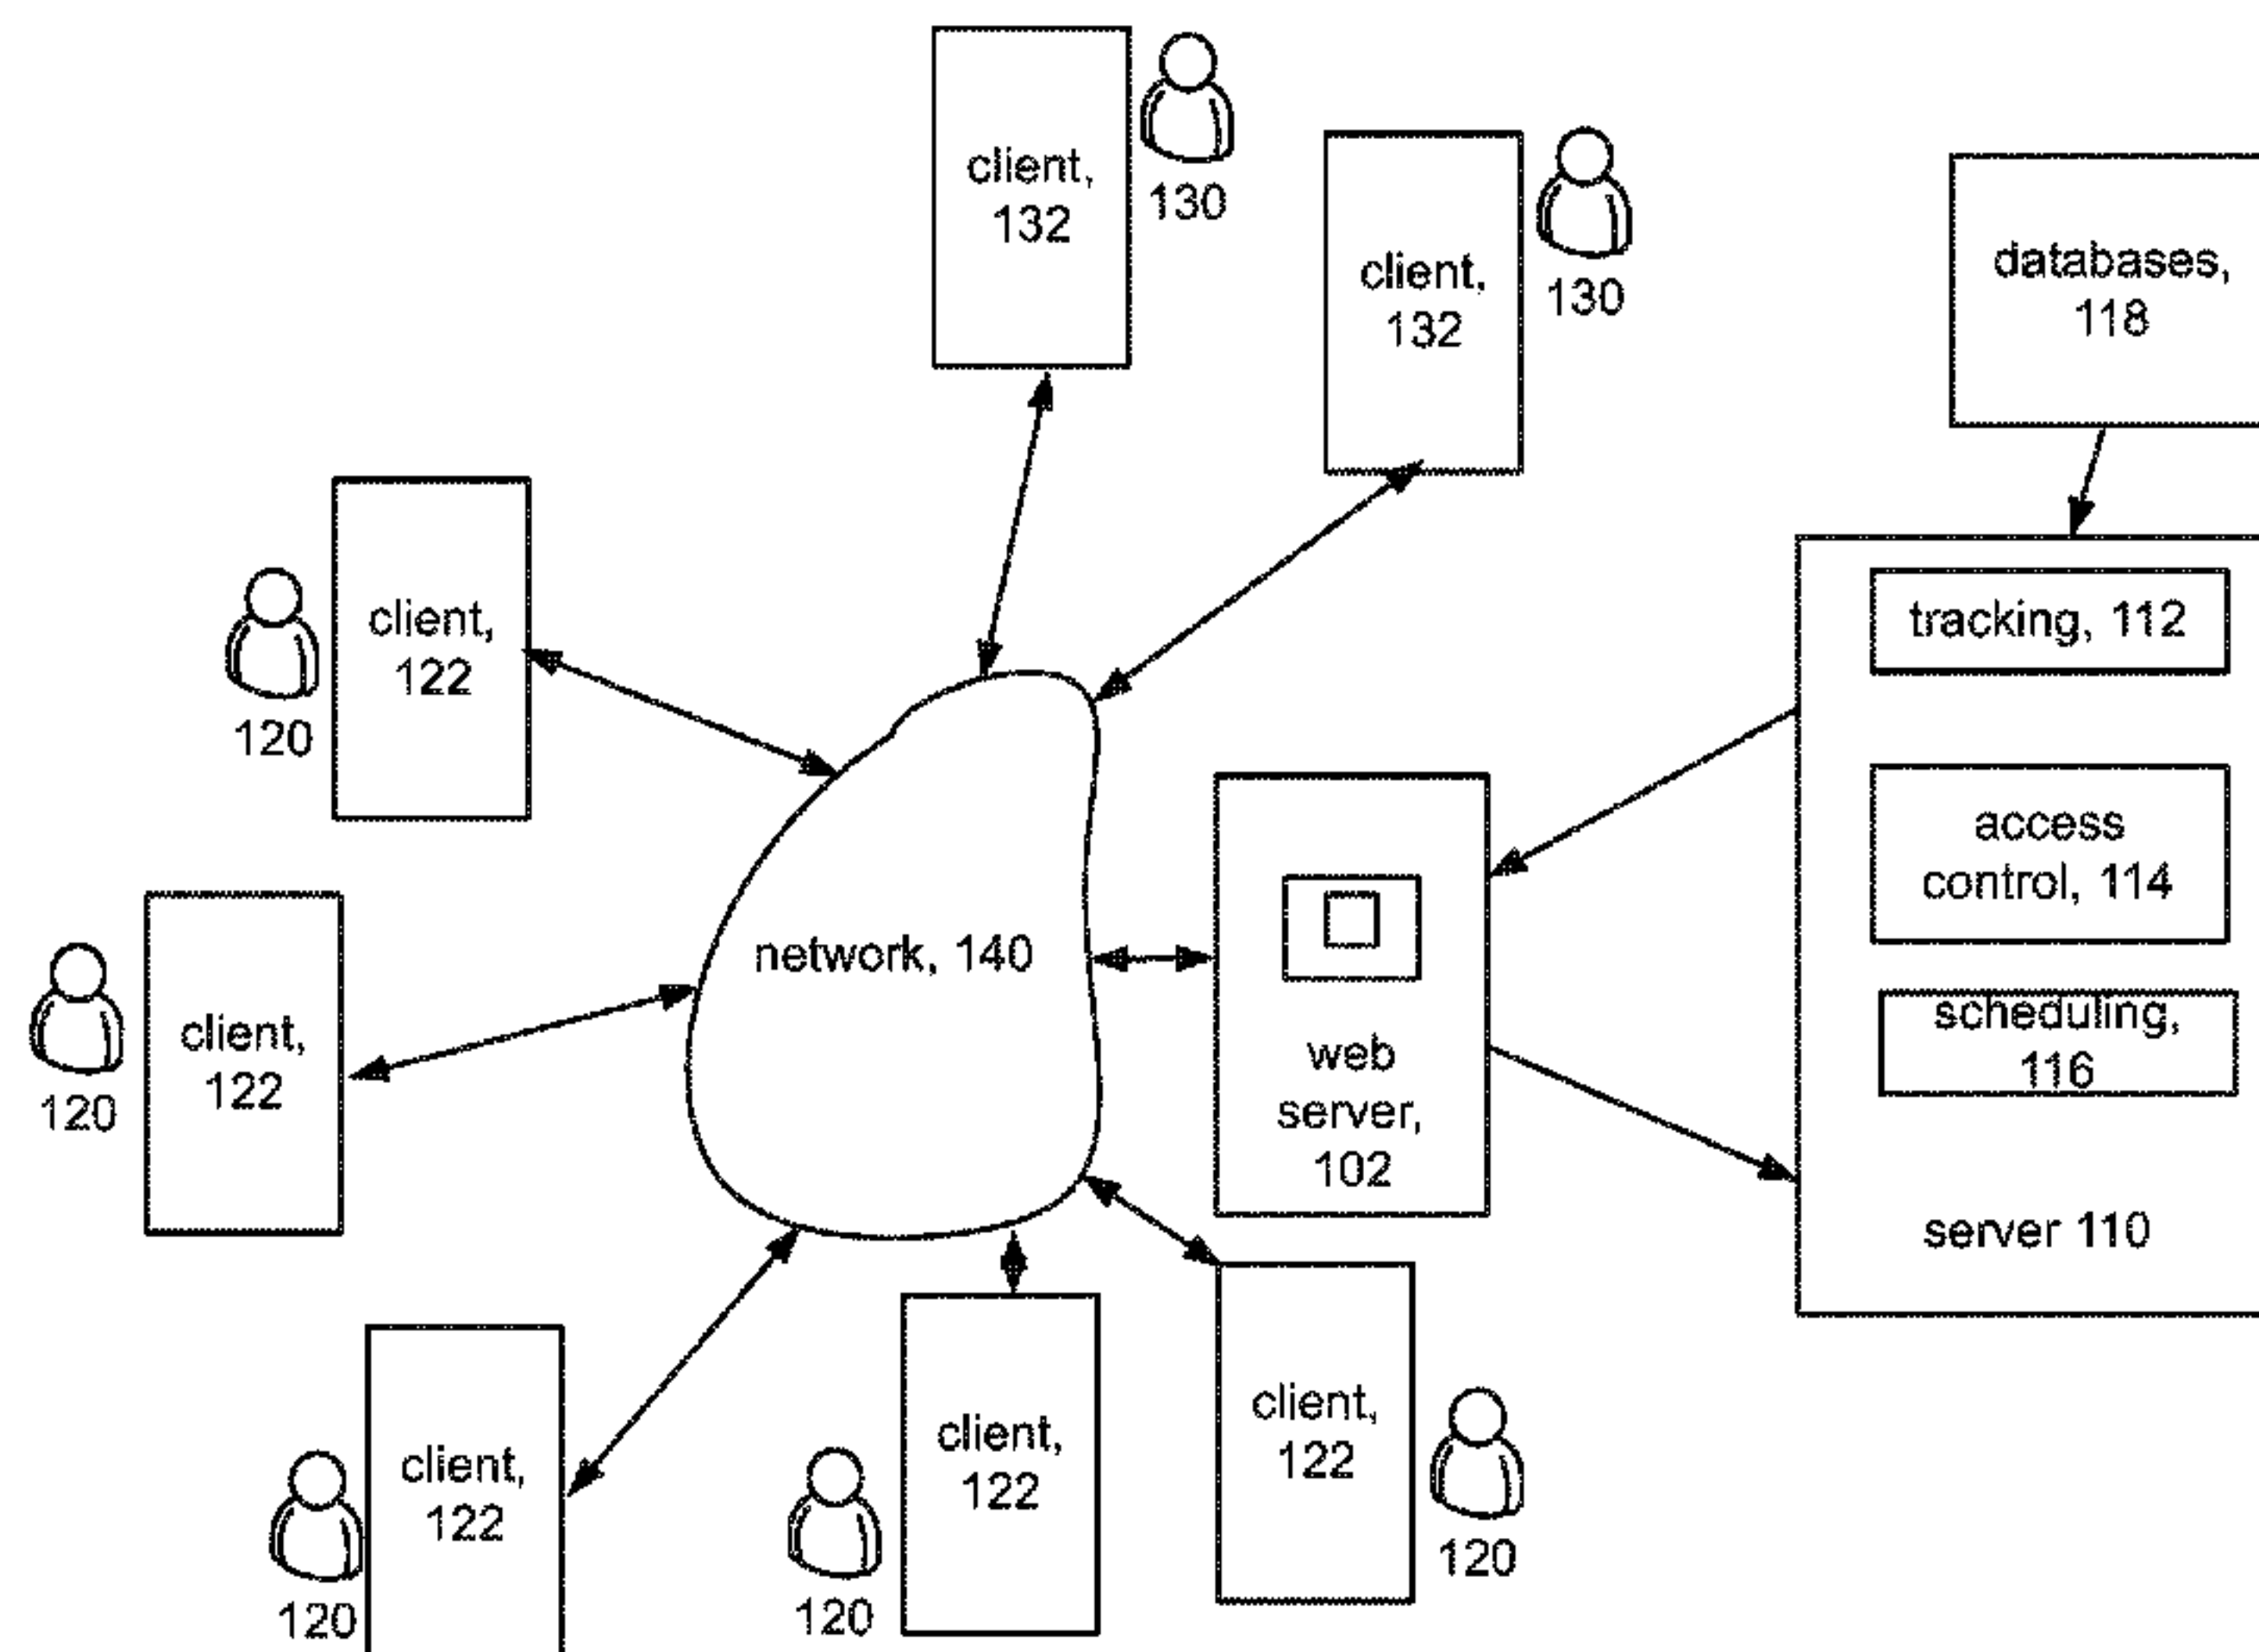 client,
132
130
client,
132
130
databases,
118
client,
122
120
tracking, 112
access
control, 114
scheduling,
116
server 110
network, 140
web
server,
102
client,
122
120
client,
122
120
client,
122
120
client,
122
120